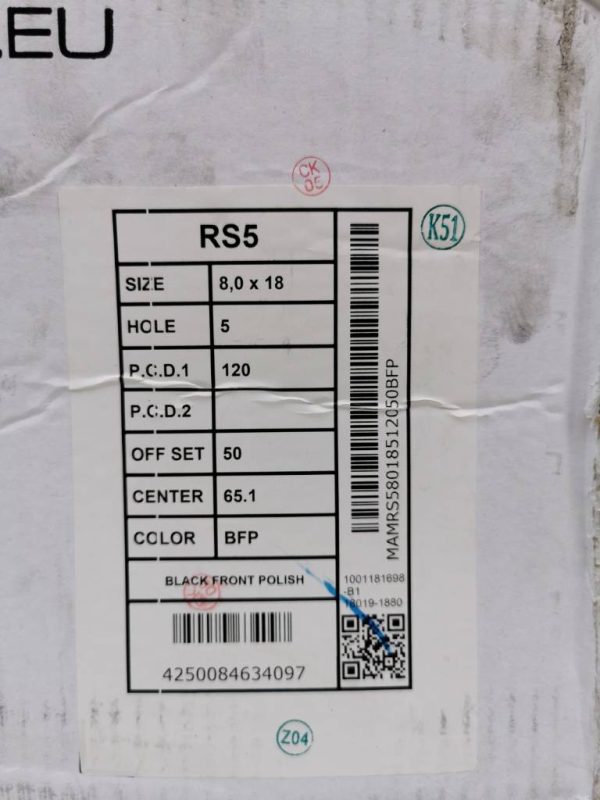 .EU
CK
05
K51
RS5
SIZE 8,0 x 18
HOLE 5
P.C.D.1 120
P.C.D.2
OFF SET 50
CENTER 65.1
COLOR BFP
BLACK FRONT POLISH
4250084634097
MAMRS58018512050BFP
1001181698
-B1
18019-1880
Z04